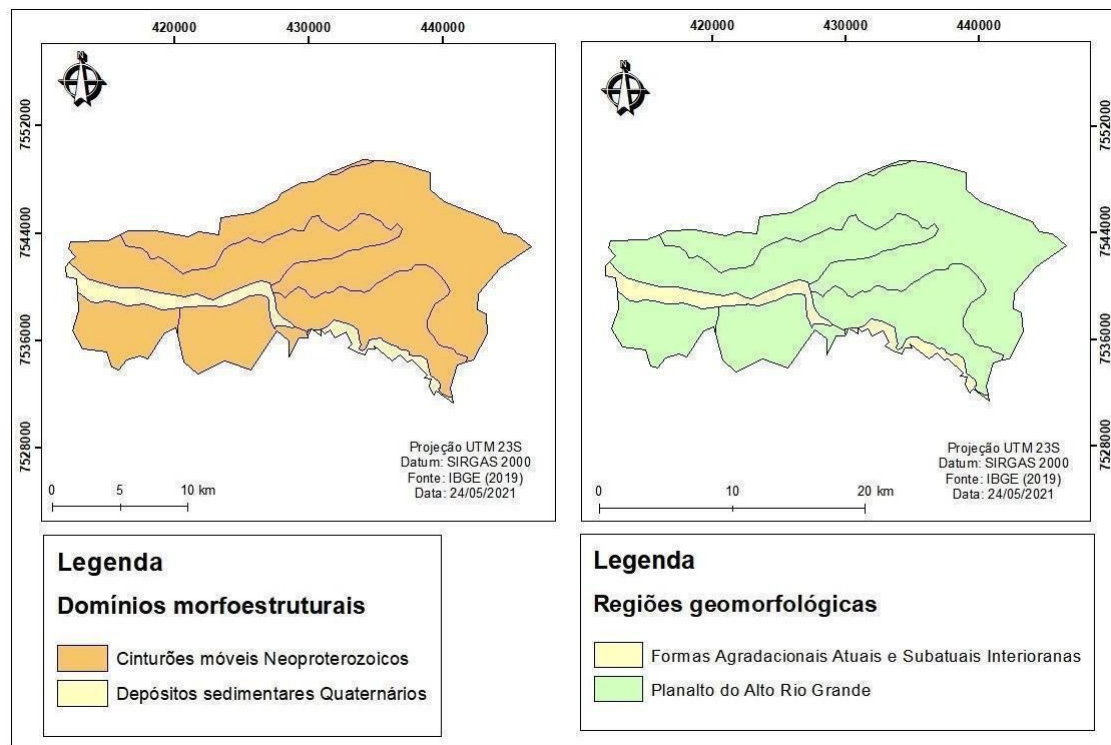 420000 430000 440000
N
7552000
7544000
7536000
7528000
Projeção UTM 23S
Datum: SIRGAS 2000
Fonte: IBGE (2019)
Data: 24/05/2021
0 5 10 km
Legenda
Domínios morfoestruturais
Cinturões móveis Neoproterozoicos
Depósitos sedimentares Quaternários
420000 430000 440000
N
7552000
7544000
7536000
7528000
Projeção UTM 23S
Datum: SIRGAS 2000
Fonte: IBGE (2019)
Data: 24/05/2021
0 10 20 km
Legenda
Regiões geomorfológicas
Formas Agradacionais Atuais e Subatuais Interioranas
Planalto do Alto Rio Grande